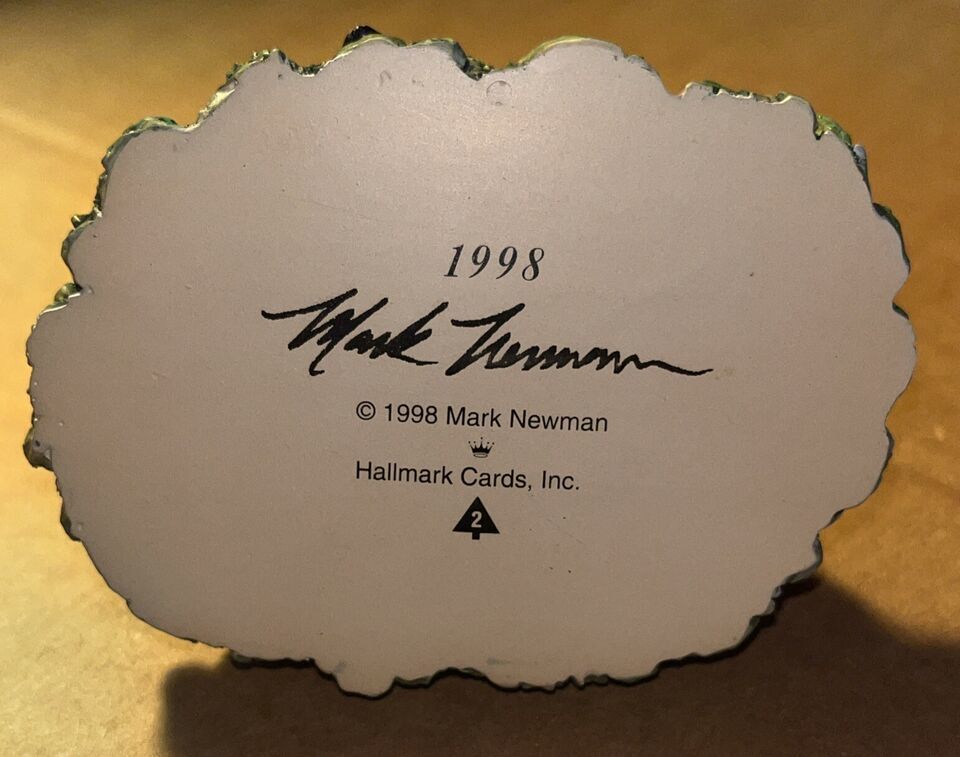 1998
Mark Newman
© 1998 Mark Newman
Hallmark Cards, Inc.
2